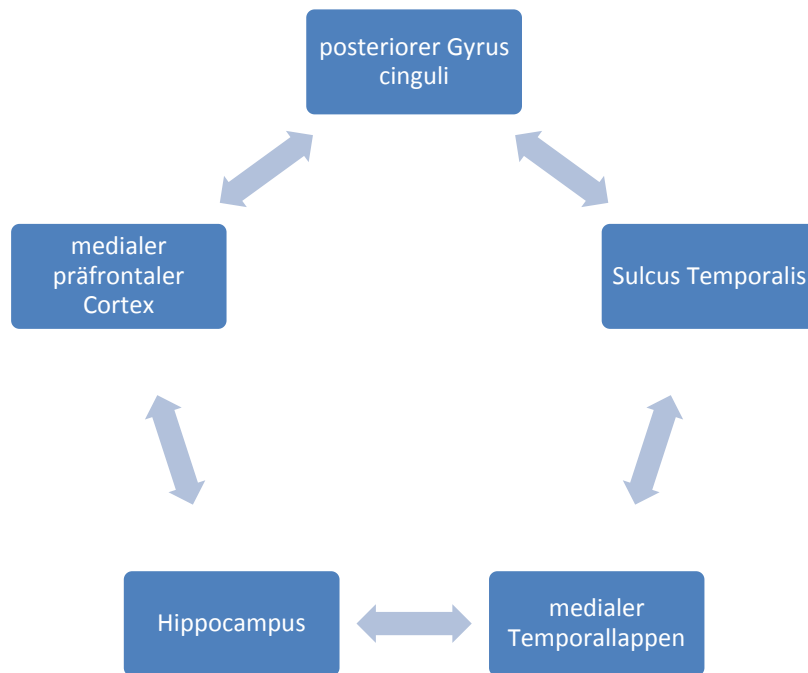 posteriorer Gyrus
cinguli
medialer
präfrontaler
Cortex
Sulcus Temporalis
Hippocampus
medialer
Temporallappen